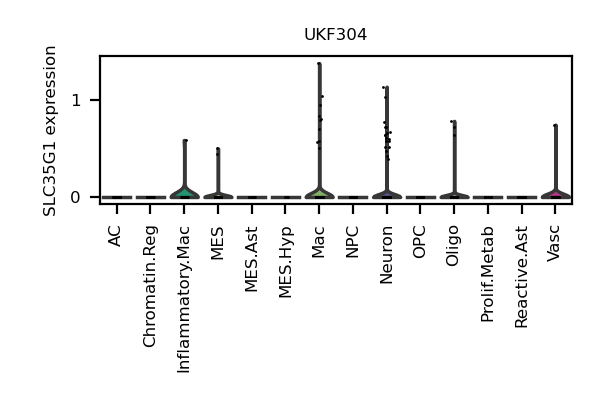 UKF304
SLC35G1 expression
1
0
AC
Chromatin.Reg
Inflammatory.Mac
MES
MES.Ast
MES.Hyp
Mac
NPC
Neuron
OPC
Oligo
Prolif.Metab
Reactive.Ast
Vasc